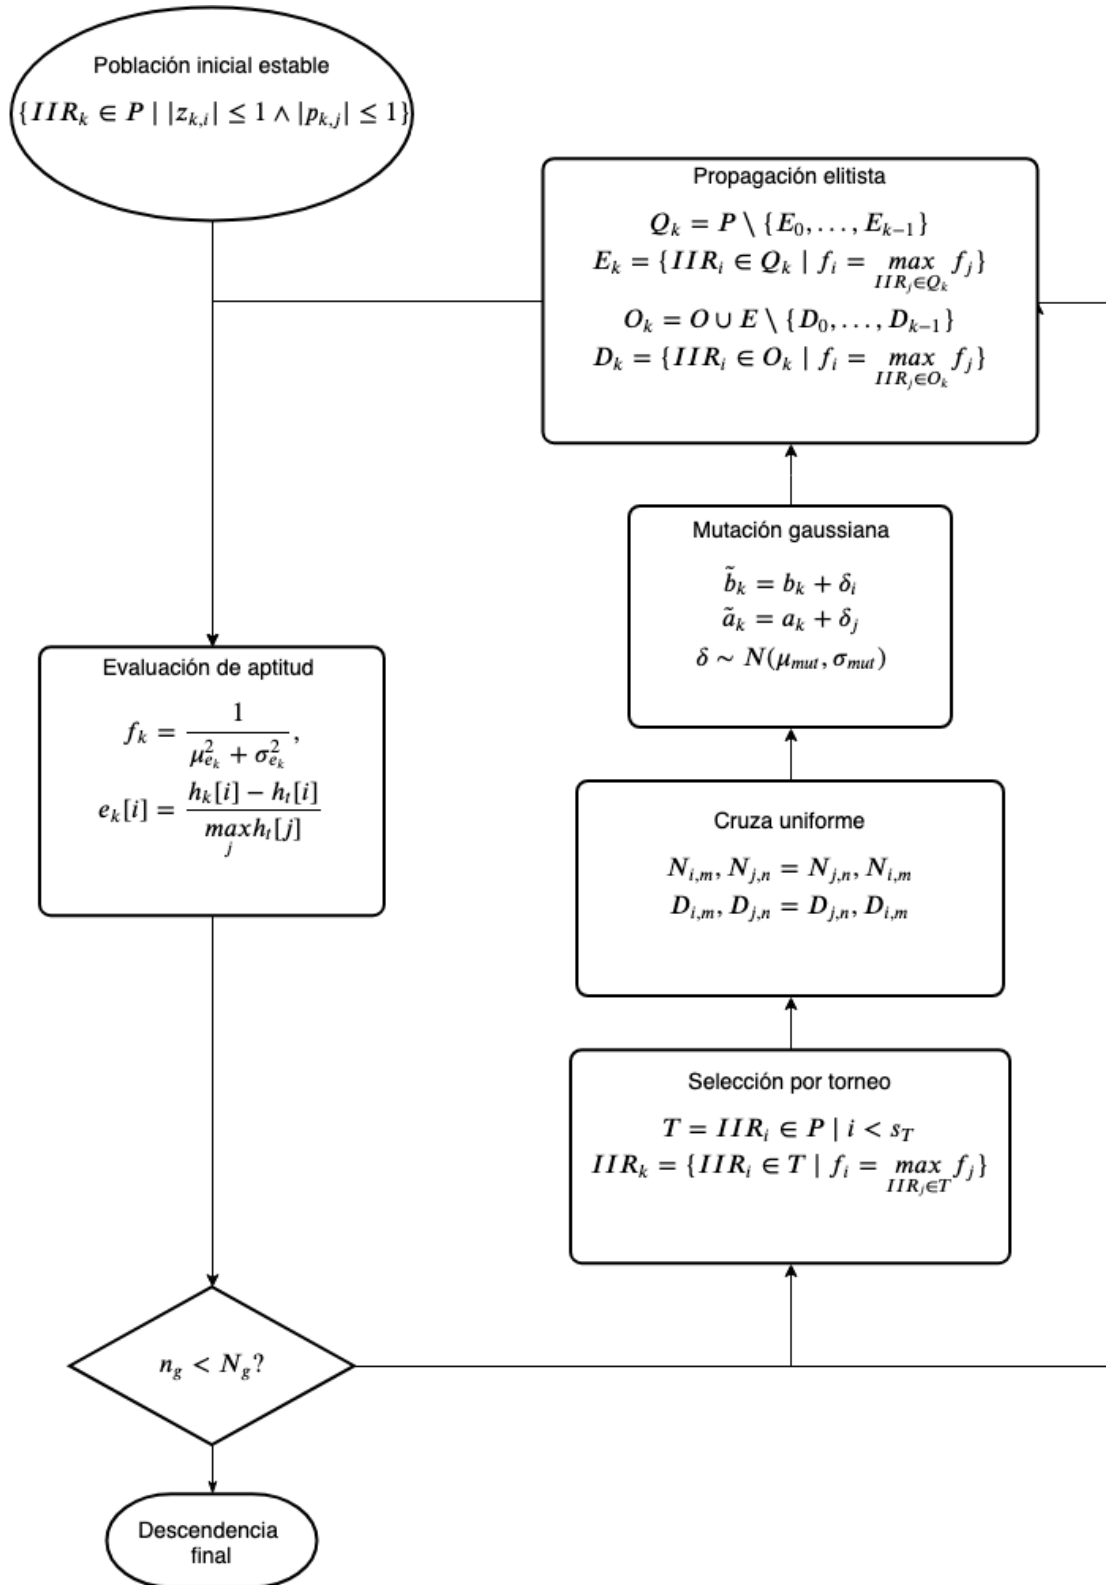 Población inicial estable
{IIR_k ∈ P | |z_{k,i}| ≤ 1 ∧ |p_{k,j}| ≤ 1}
Propagación elitista
Q_k = P \ {E_0, . . . , E_{k−1}}
E_k = {IIR_i ∈ Q_k | f_i = max_{IIR_j∈Q_k} f_j}
O_k = O ∪ E \ {D_0, . . . , D_{k−1}}
D_k = {IIR_i ∈ O_k | f_i = max_{IIR_j∈O_k} f_j}
Mutación gaussiana
b̃_k = b_k + δ_i
ã_k = a_k + δ_j
δ ∼ N(μ_{mut}, σ_{mut})
Evaluación de aptitud
f_k = 1 / (μ²_{e_k} + σ²_{e_k}),
e_k[i] = (h_k[i] − h_t[i]) / (max_j h_t[j])
Cruza uniforme
N_{i,m}, N_{j,n} = N_{j,n}, N_{i,m}
D_{i,m}, D_{j,n} = D_{j,n}, D_{i,m}
Selección por torneo
T = IIR_i ∈ P | i < s_T
IIR_k = {IIR_i ∈ T | f_i = max_{IIR_j∈T} f_j}
n_g < N_g?
Descendencia
final